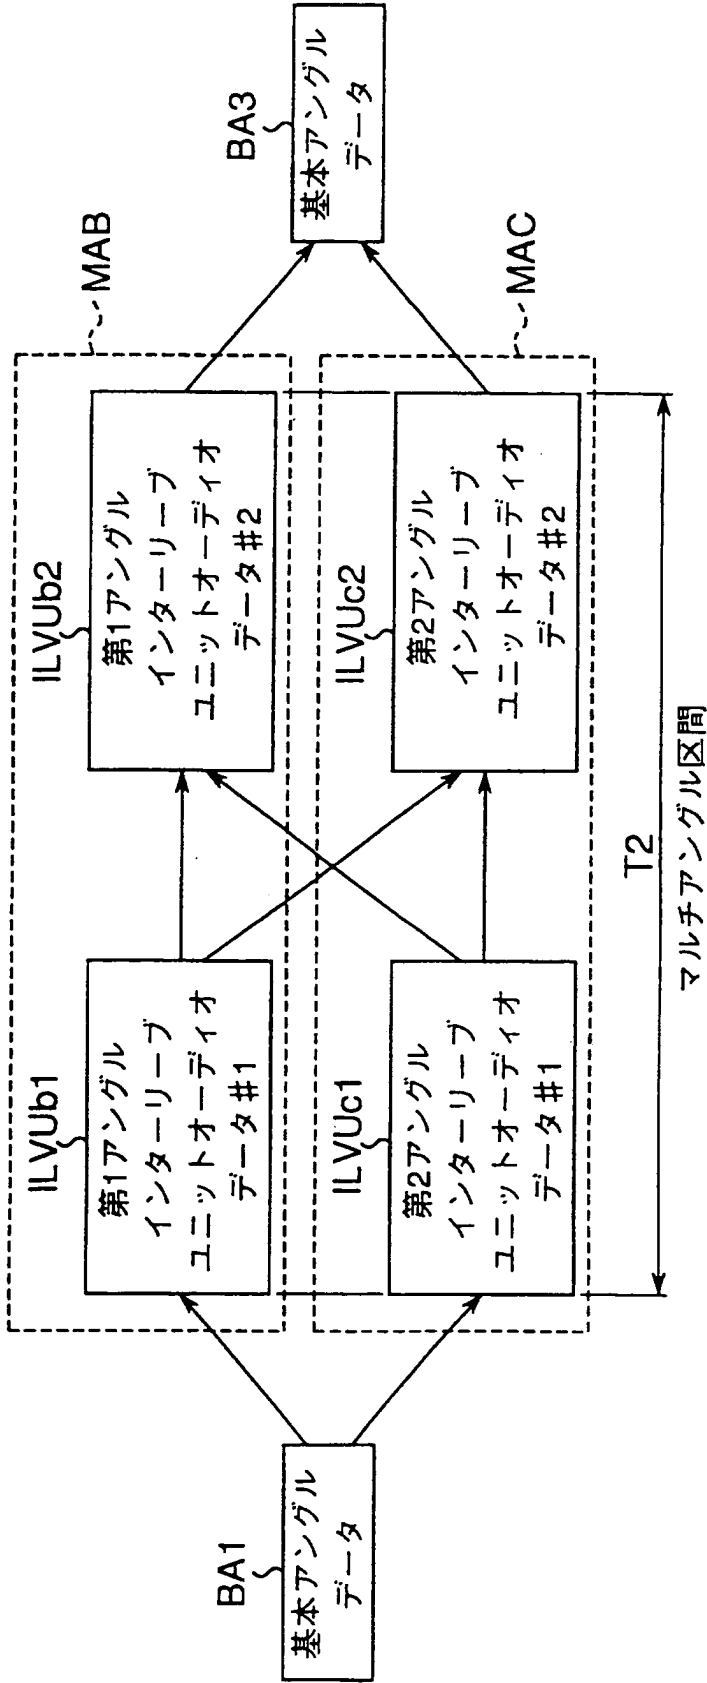 BA1
基本アングル
データ
MAB
ILVUb1
第1アングル
インターリーブ
ユニットオーディオ
データ#1
ILVUb2
第1アングル
インターリーブ
ユニットオーディオ
データ#2
MAC
ILVUc1
第2アングル
インターリーブ
ユニットオーディオ
データ#1
ILVUc2
第2アングル
インターリーブ
ユニットオーディオ
データ#2
BA3
基本アングル
データ
T2
マルチアングル区間